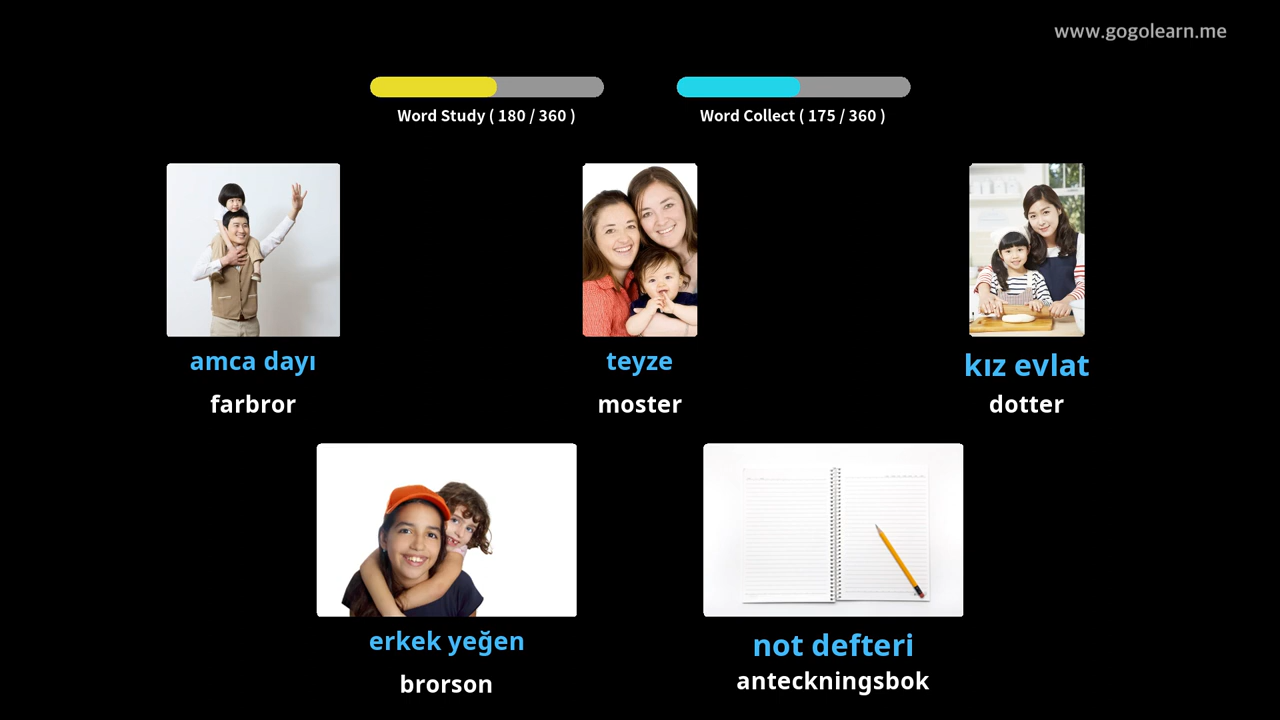 www.gogolearn.me
Word Study ( 180 / 360 )
Word Collect ( 175 / 360 )
amca dayı
farbror
teyze
moster
kız evlat
dotter
erkek yeğen
brorson
not defteri
anteckningsbok